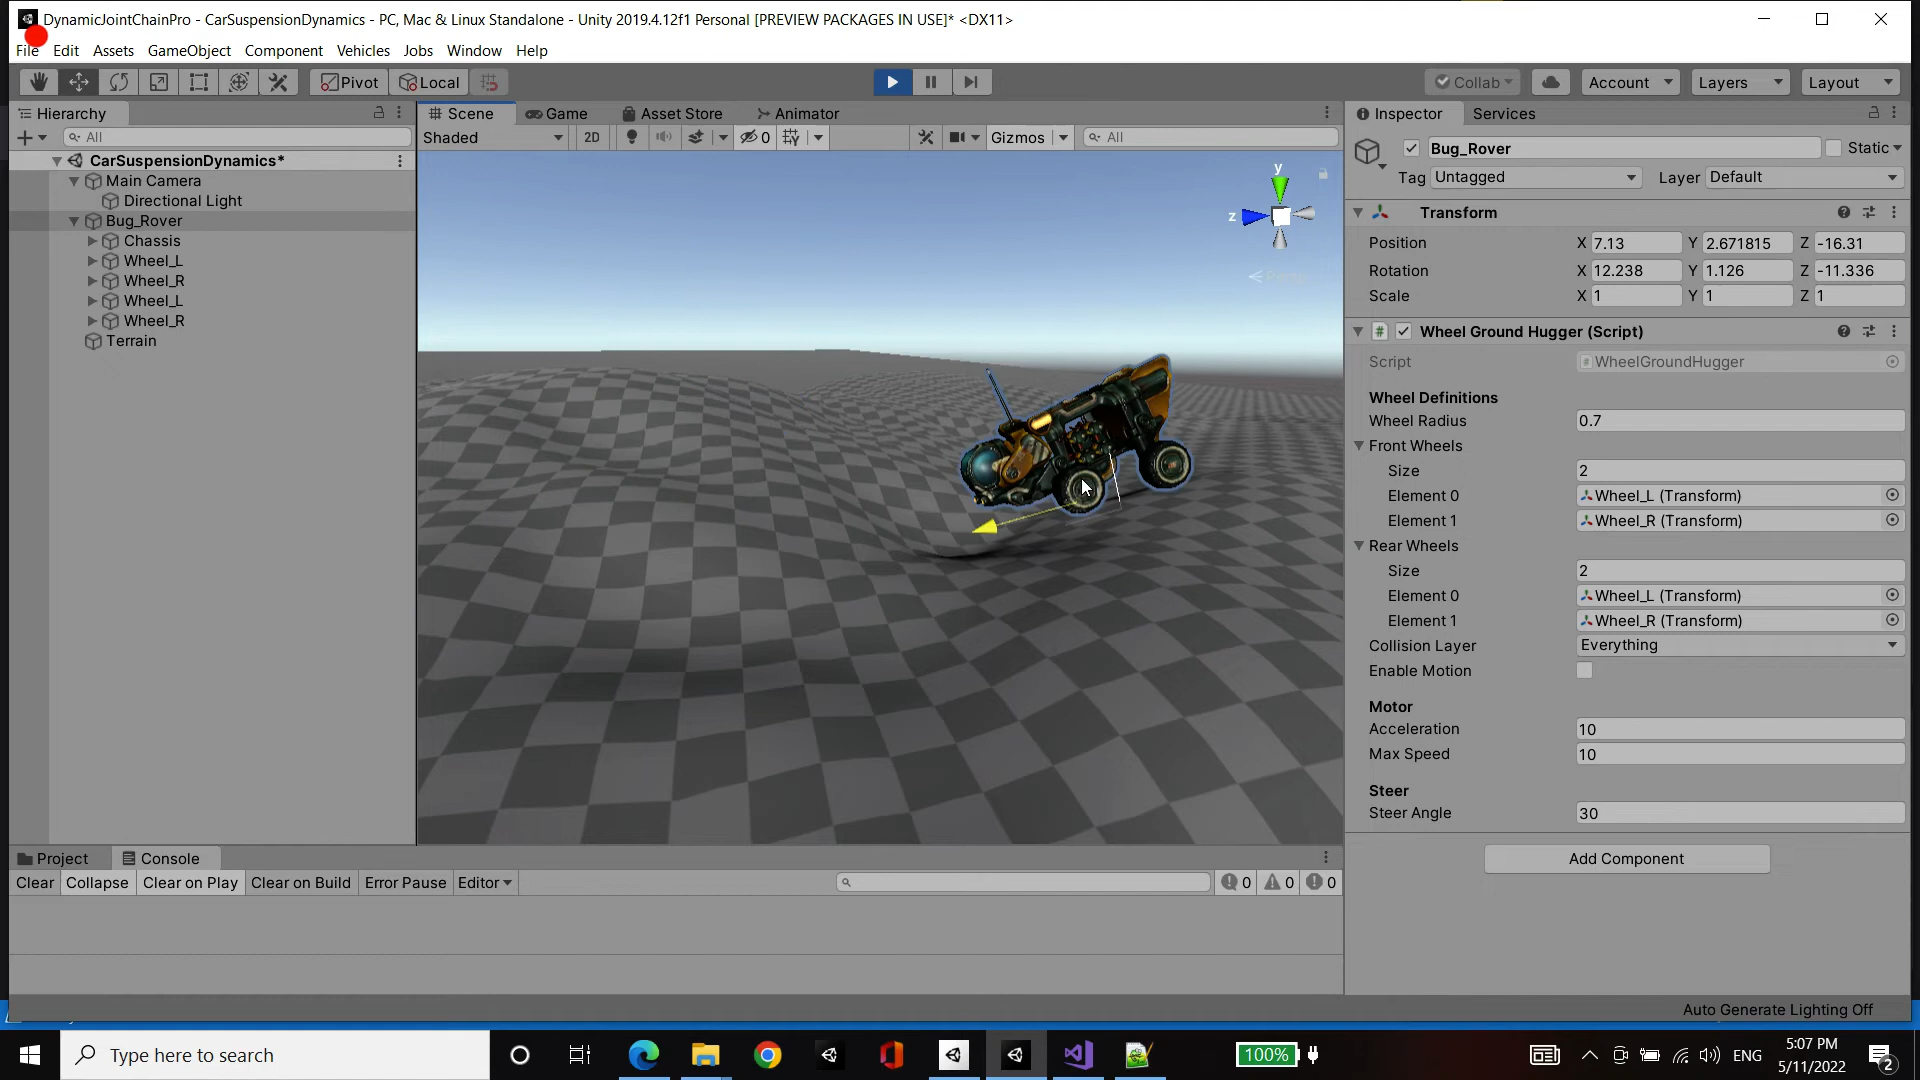 DynamicJointChainPro - CarSuspensionDynamics - PC, Mac & Linux Standalone - Unity 2019.4.12f1 Personal [PREVIEW PACKAGES IN USE]* <DX11>
File Edit Assets GameObject Component Vehicles Jobs Window Help
Pivot Local Collab Account Layers Layout
Hierarchy
All
CarSuspensionDynamics*
Main Camera
Directional Light
Bug_Rover
Chassis
Wheel_L
Wheel_R
Wheel_L
Wheel_R
Terrain
Scene Game Asset Store Animator
Shaded 2D 0 Gizmos All
y
z
Inspector Services
Bug_Rover Static
Tag Untagged Layer Default
Transform
Position X 7.13 Y 2.671815 Z -16.31
Rotation X 12.238 Y 1.126 Z -11.336
Scale X 1 Y 1 Z 1
# Wheel Ground Hugger (Script)
Script WheelGroundHugger
Wheel Definitions
Wheel Radius 0.7
Front Wheels
Size 2
Element 0 Wheel_L (Transform)
Element 1 Wheel_R (Transform)
Rear Wheels
Size 2
Element 0 Wheel_L (Transform)
Element 1 Wheel_R (Transform)
Collision Layer Everything
Enable Motion
Motor
Acceleration 10
Max Speed 10
Steer
Steer Angle 30
Add Component
Project Console
Clear Collapse Clear on Play Clear on Build Error Pause Editor 0 0 0
Auto Generate Lighting Off
Type here to search
100%
ENG
5:07 PM
5/11/2022
2